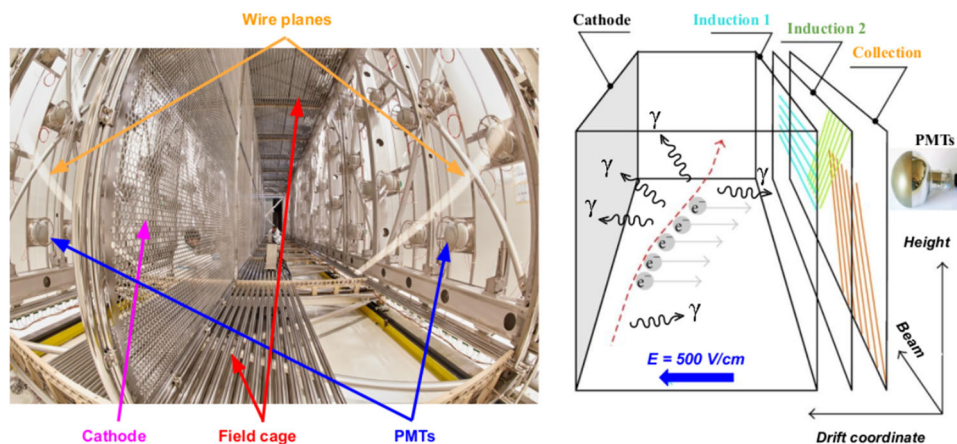 Wire planes
Cathode
Field cage
PMTs
Cathode
Induction 1
Induction 2
Collection
PMTs
γ
γ
γ
γ
γ
e-
e-
e-
e-
e-
E = 500 V/cm
Height
Beam
Drift coordinate